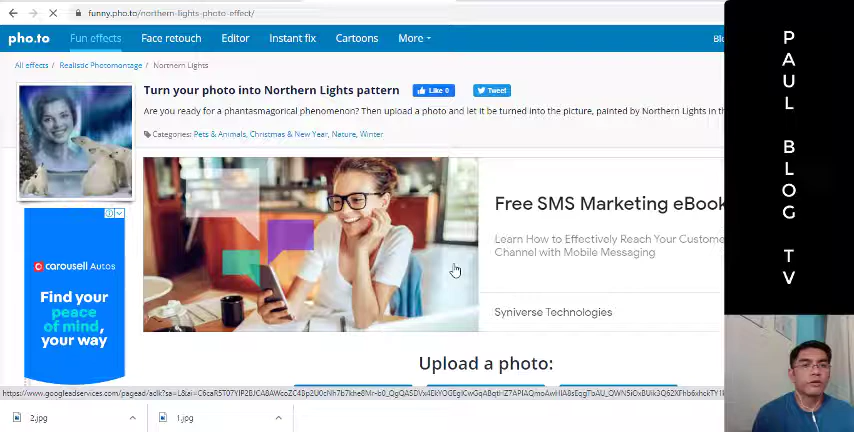 funny.pho.to/northern-lights-photo-effect/
pho.to Fun effects Face retouch Editor Instant fix Cartoons More
All effects / Realistic Photomontage / Northern Lights
Turn your photo into Northern Lights pattern
Like 0
Tweet
Are you ready for a phantasmagorical phenomenon? Then upload a photo and let it be turned into the picture, painted by Northern Lights in
Categories: Pets & Animals, Christmas & New Year, Nature, Winter
carousell Autos
Find your
peace
of mind,
your way
Free SMS Marketing eBook
Learn How to Effectively Reach Your
Channel with Mobile Messaging
Syniverse Technologies
Upload a photo:
2.jpg
1.jpg
PAUL
BLOG
TV